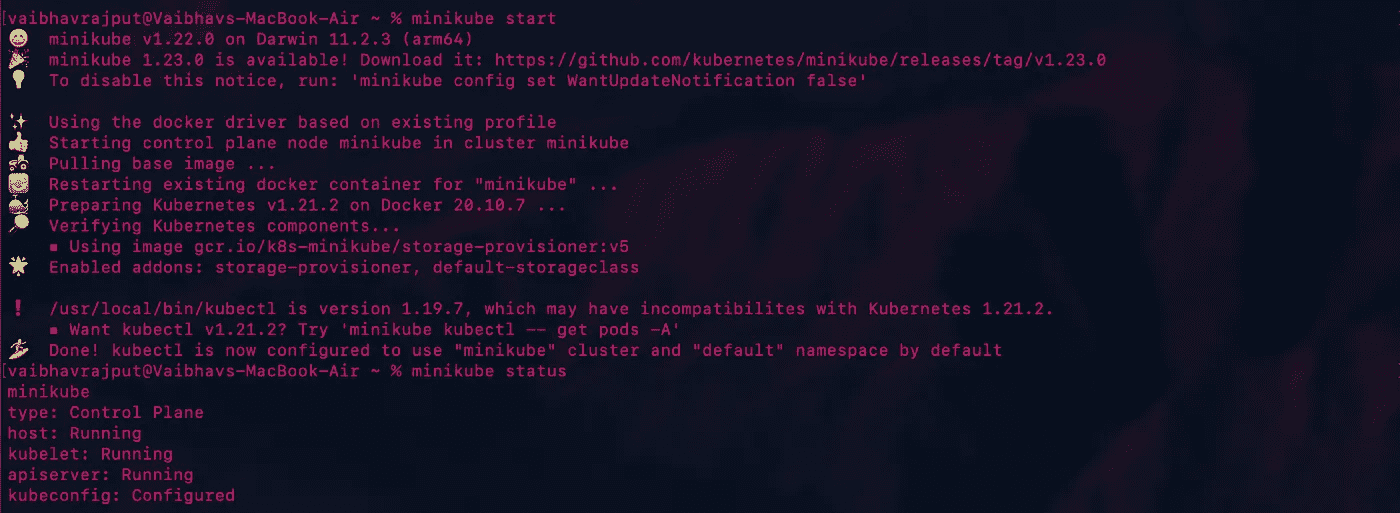 [vaibhavrajput@Vaibhavs-MacBook-Air ~ % minikube start
minikube v1.22.0 on Darwin 11.2.3 (arm64)
minikube 1.23.0 is available! Download it: https://github.com/kubernetes/minikube/releases/tag/v1.23.0
To disable this notice, run: 'minikube config set WantUpdateNotification false'
Using the docker driver based on existing profile
Starting control plane node minikube in cluster minikube
Pulling base image ...
Restarting existing docker container for "minikube" ...
Preparing Kubernetes v1.21.2 on Docker 20.10.7 ...
Verifying Kubernetes components...
▪ Using image gcr.io/k8s-minikube/storage-provisioner:v5
Enabled addons: storage-provisioner, default-storageclass
! /usr/local/bin/kubectl is version 1.19.7, which may have incompatibilites with Kubernetes 1.21.2.
▪ Want kubectl v1.21.2? Try 'minikube kubectl -- get pods -A'
Done! kubectl is now configured to use "minikube" cluster and "default" namespace by default
[vaibhavrajput@Vaibhavs-MacBook-Air ~ % minikube status
minikube
type: Control Plane
host: Running
kubelet: Running
apiserver: Running
kubeconfig: Configured